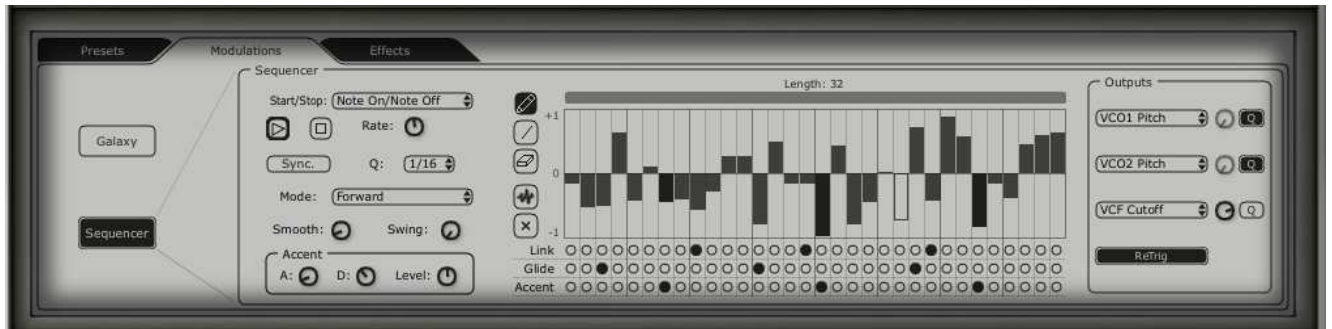 Presets
Modulations
Effects
Galaxy
Sequencer
Sequencer
Start/Stop: Note On/Note Off
Rate:
Sync. Q: 1/16
Mode: Forward
Smooth: Swing:
Accent
A: D: Level:
Length: 32
+1
0
-1
Link
Glide
Accent
Outputs
VCO1 Pitch Q
VCO2 Pitch Q
VCF Cutoff Q
ReTrig